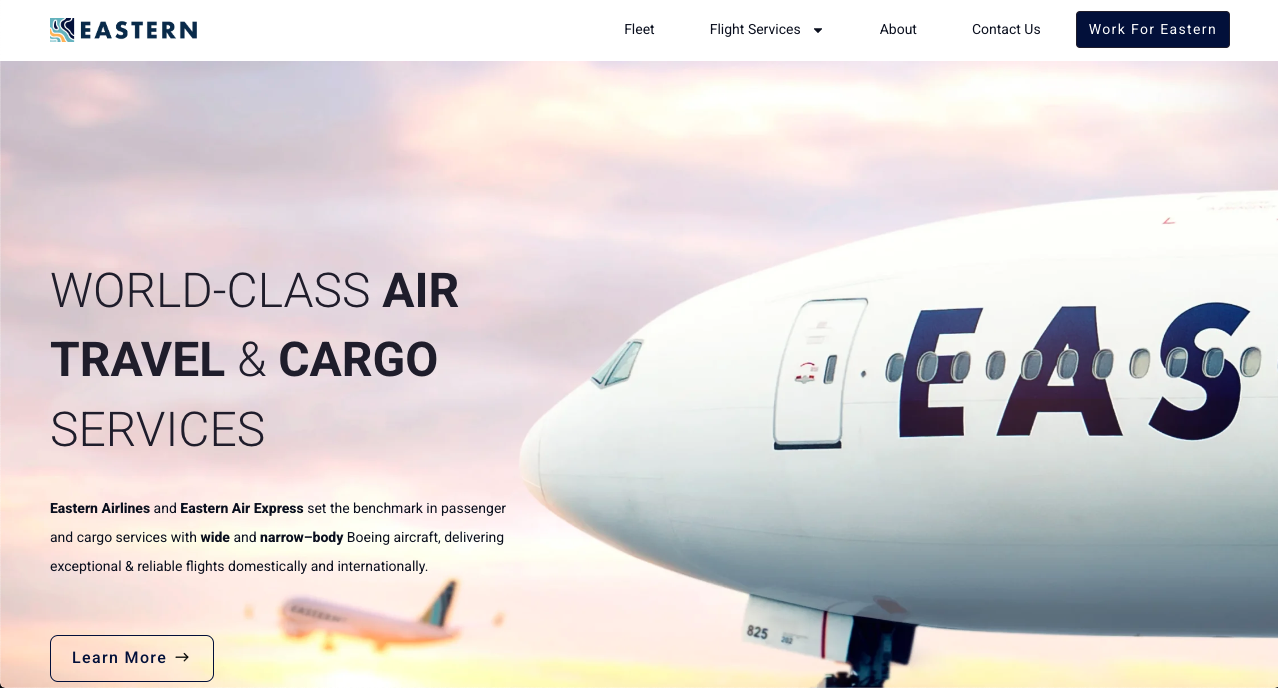 EASTERN
Fleet
Flight Services
About
Contact Us
Work For Eastern
WORLD-CLASS AIR
TRAVEL & CARGO
SERVICES
EAS
Eastern Airlines and Eastern Air Express set the benchmark in passenger
and cargo services with wide and narrow–body Boeing aircraft, delivering
exceptional & reliable flights domestically and internationally.
EASTERN
825
202
Learn More →